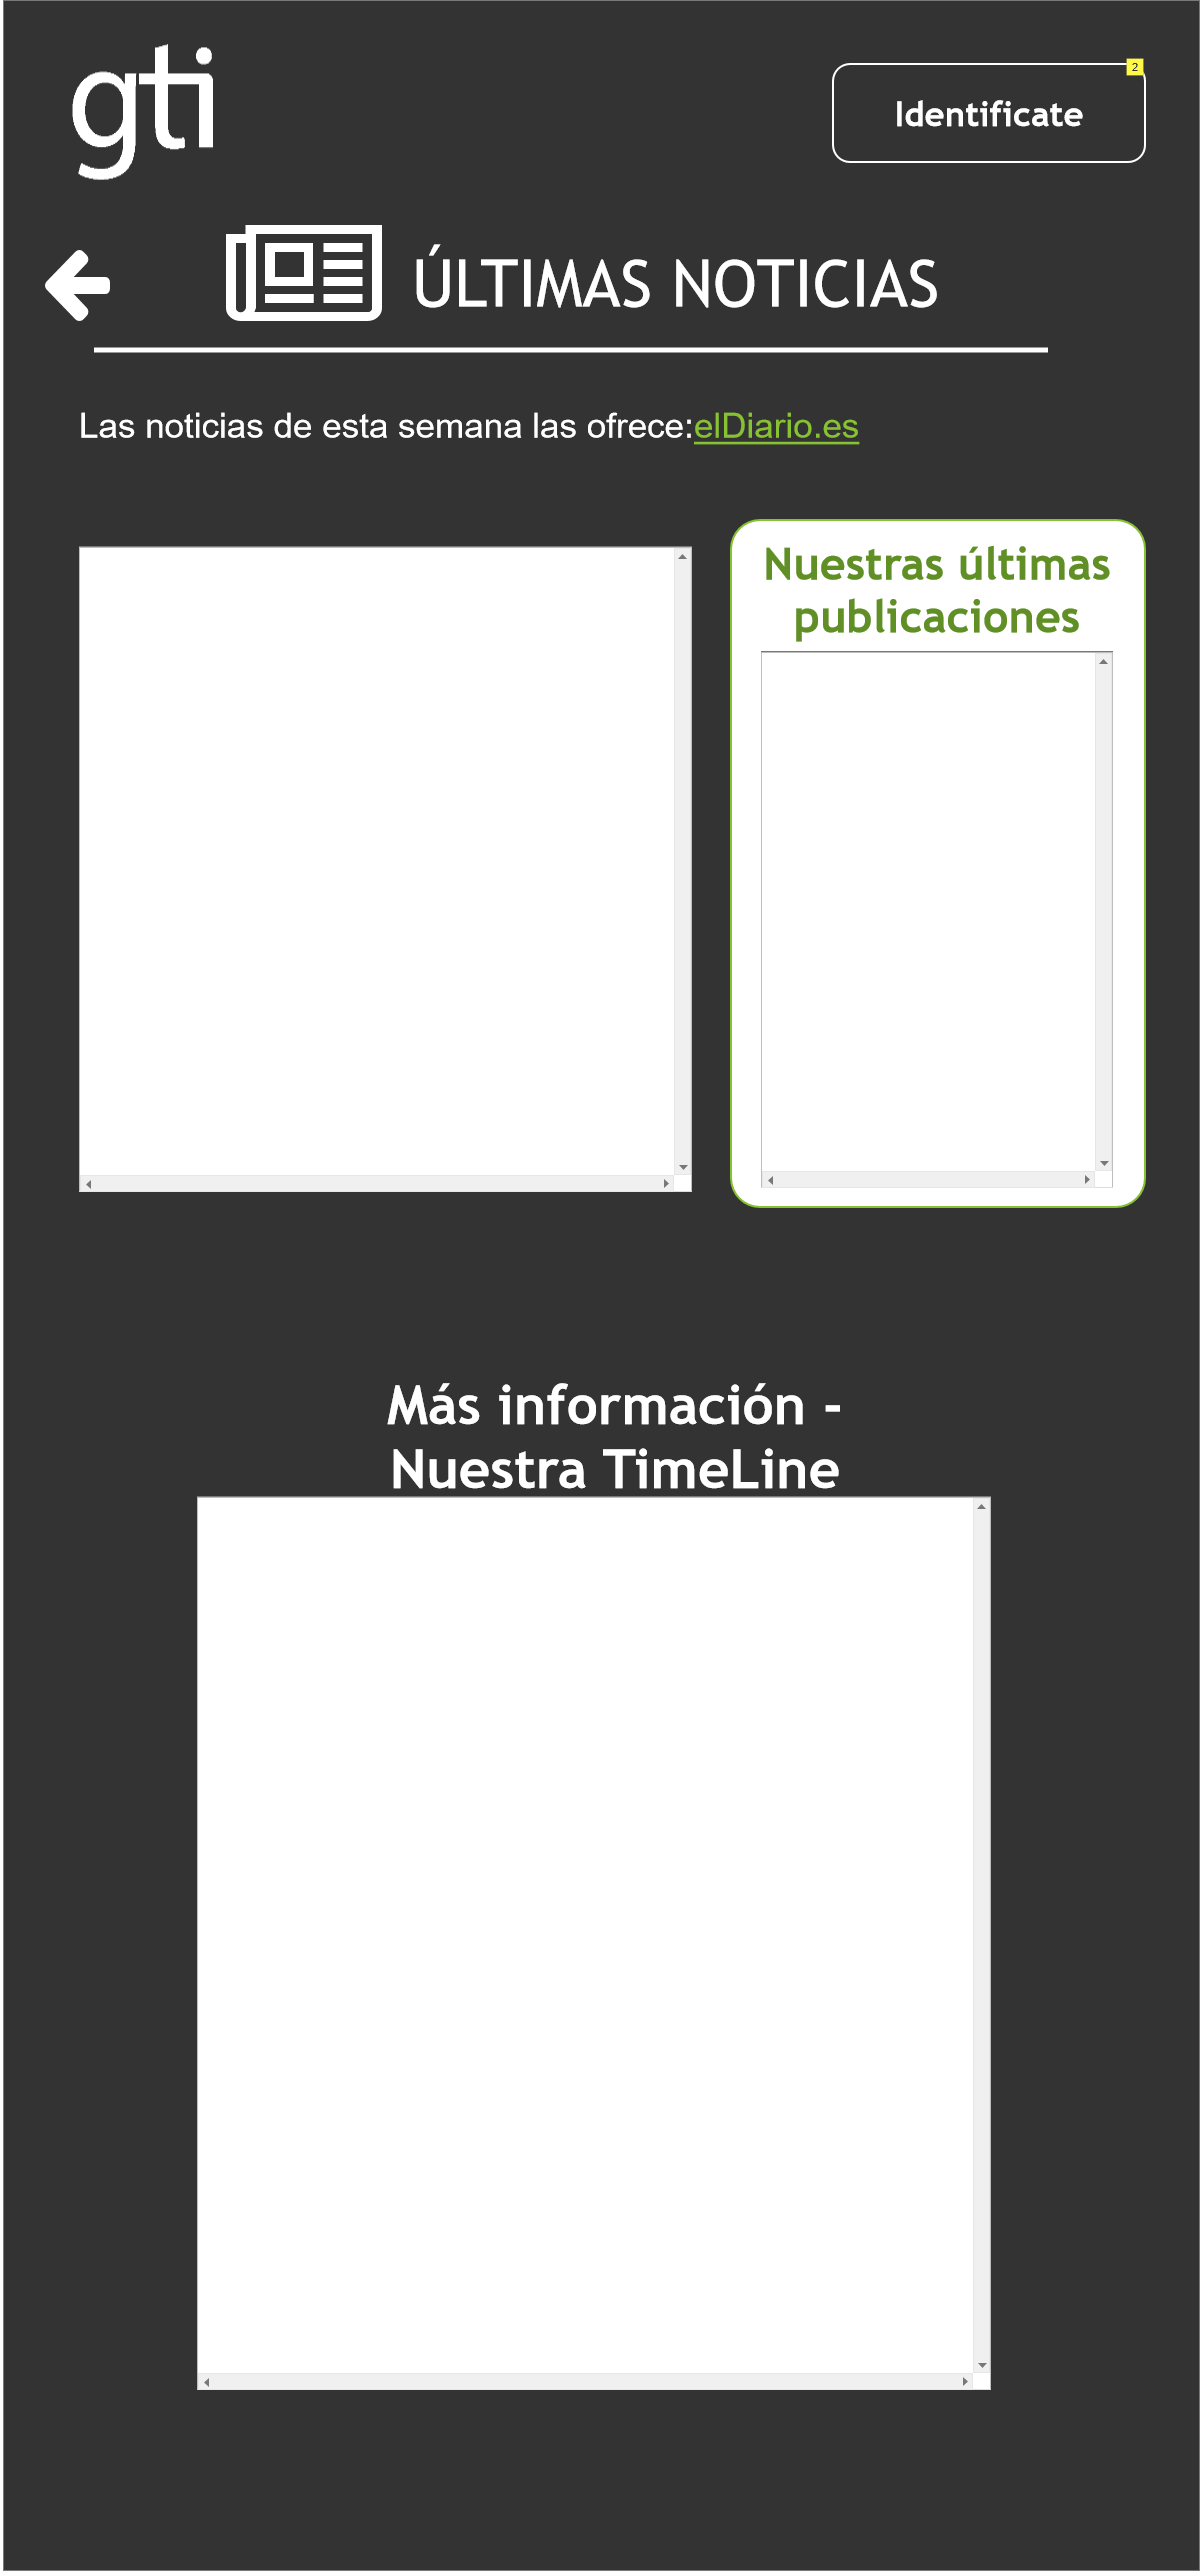 gti
2
Identificate
ÚLTIMAS NOTICIAS
Las noticias de esta semana las ofrece:elDiario.es
Nuestras últimas
publicaciones
Más información -
Nuestra TimeLine